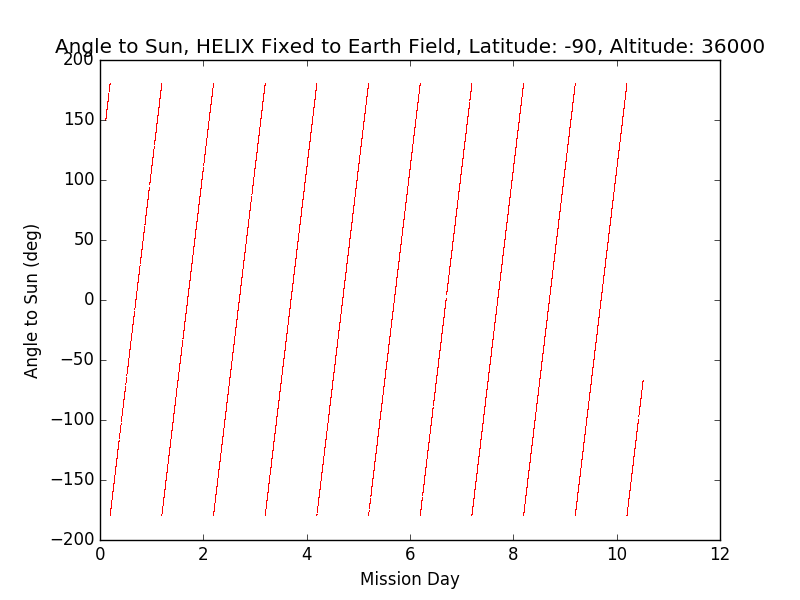 Angle to Sun, HELIX Fixed to Earth Field, Latitude: -90, Altitude: 36000
200
150
100
50
0
−50
−100
−150
−200
Angle to Sun (deg)
0 2 4 6 8 10 12
Mission Day